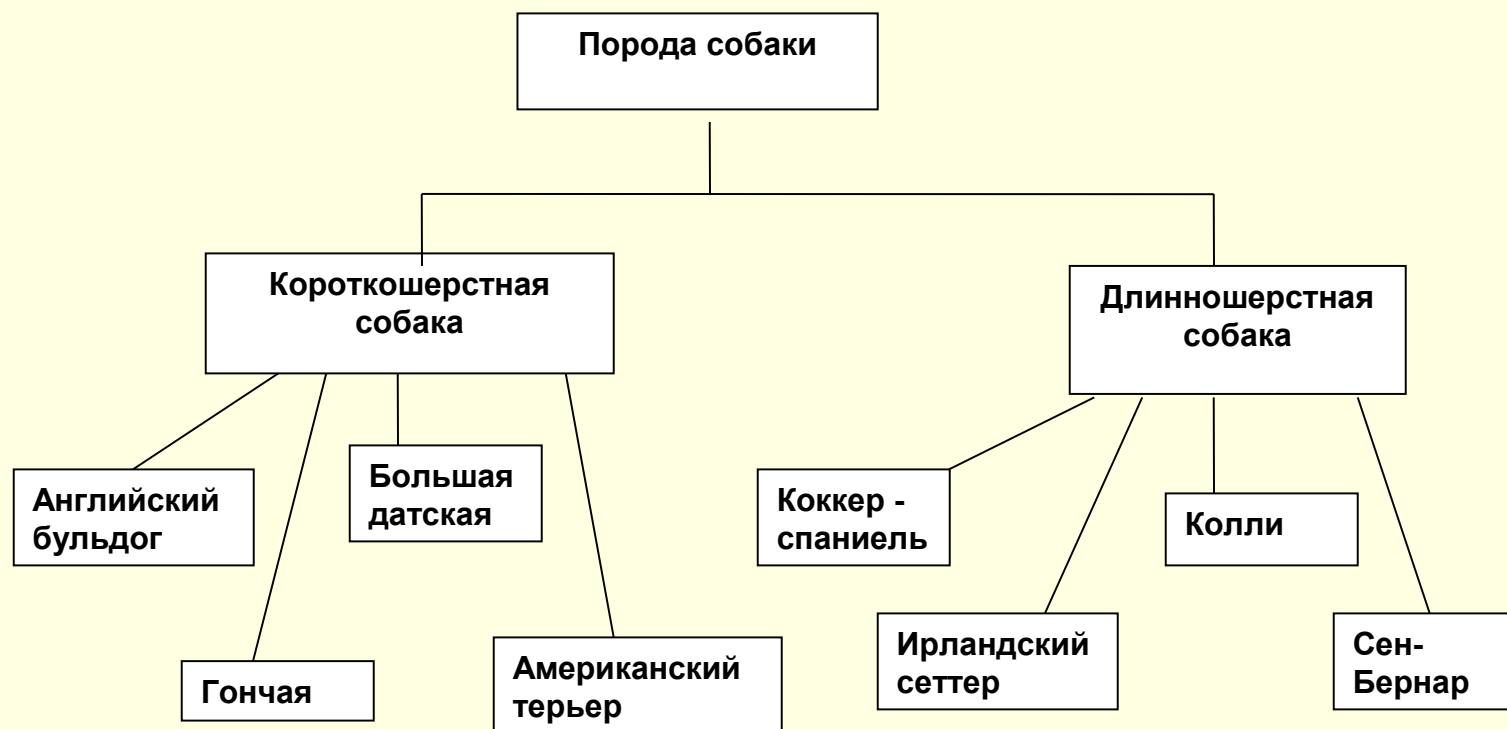 Порода собаки
Короткошерстная
собака
Длинношерстная
собака
Английский
бульдог
Большая
датская
Коккер -
спаниель
Колли
Гончая
Американский
терьер
Ирландский
сеттер
Сен-
Бернар